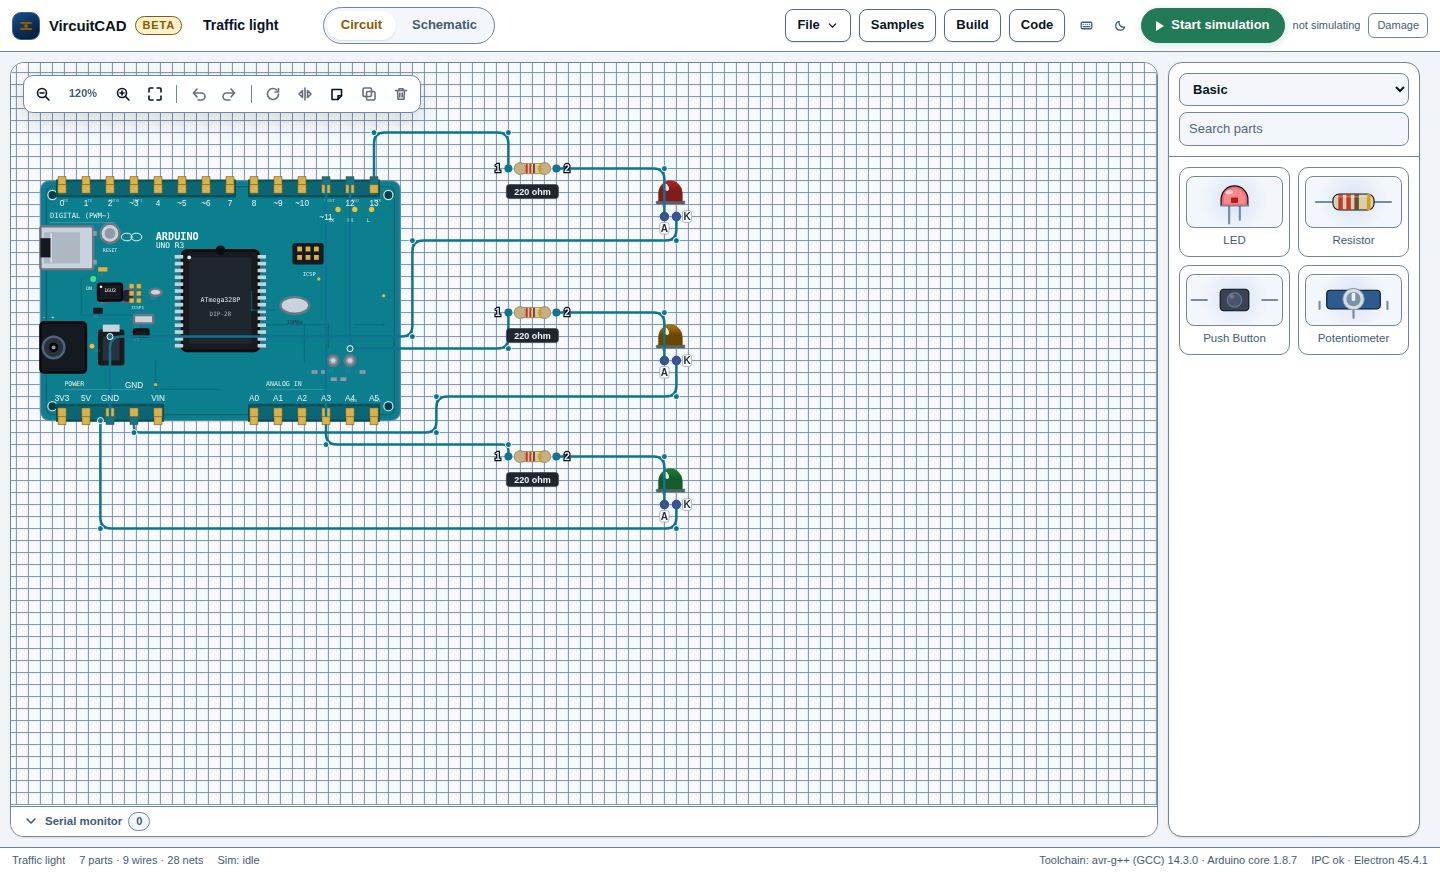 VircuitCAD BETA Traffic light Circuit Schematic File Samples Build Code Start simulation not simulating Damage
120%
Basic
Search parts
LED Resistor
Push Button Potentiometer
1 2
220 ohm
A K
1 2
220 ohm
A K
1 2
220 ohm
A K
0 1 2 ~3 4 ~5 ~6 7 8 ~9 ~10 ~11 12 13
DIGITAL (PWM~)
L
RESET
ARDUINO
UNO R3
ICSP
ON
16U2
ICSP1
ATmega328P
DIP-28
POWER GND ANALOG IN
3V3 5V GND VIN A0 A1 A2 A3 A4 A5
Serial monitor 0
Traffic light 7 parts · 9 wires · 28 nets Sim: idle
Toolchain: avr-g++ (GCC) 14.3.0 · Arduino core 1.8.7 IPC ok · Electron 45.4.1